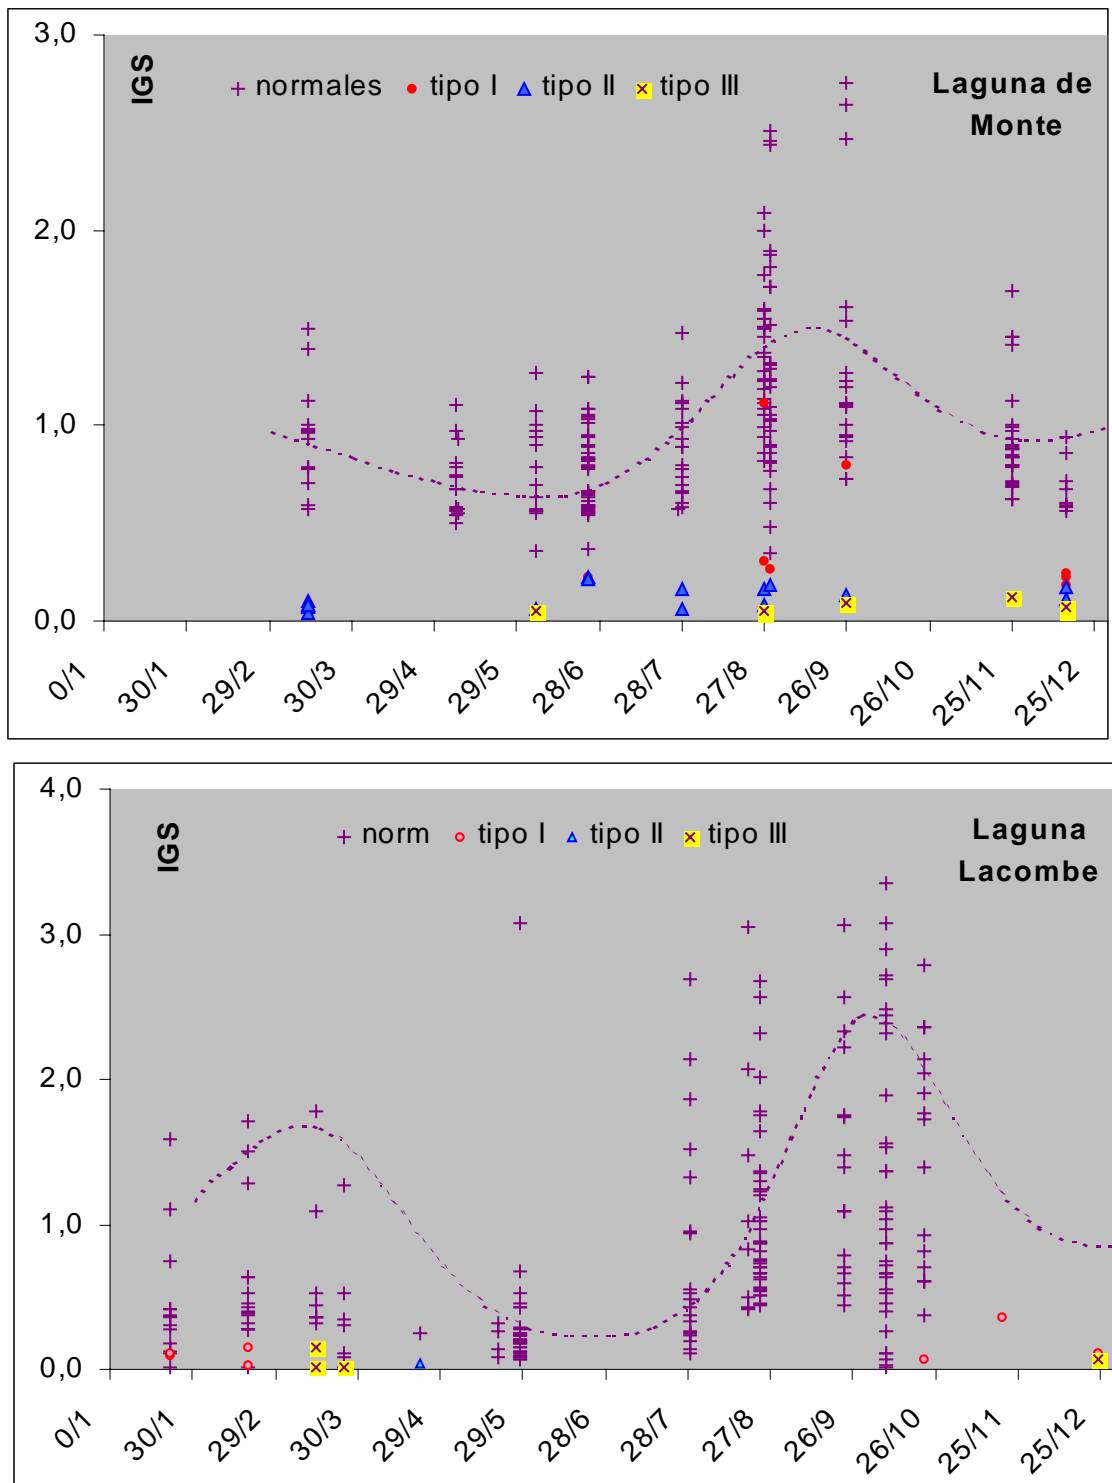 3,0
IGS
normales tipo I tipo II tipo III
Laguna de
Monte
2,0
1,0
0,0
0/1 30/1 29/2 30/3 29/4 29/5 28/6 28/7 27/8 26/9 26/10 25/11 25/12
4,0
IGS
norm tipo I tipo II tipo III
Laguna
Lacombe
3,0
2,0
1,0
0,0
0/1 30/1 29/2 30/3 29/4 29/5 28/6 28/7 27/8 26/9 26/10 25/11 25/12